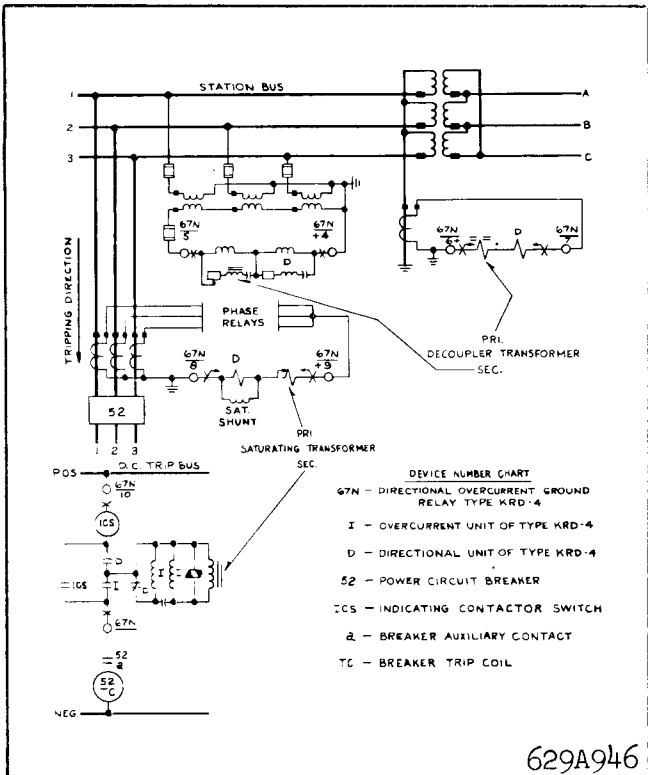 STATION BUS
1
A
2
B
3
C
TRIPPING DIRECTION
67N
5
67N
+4
D
67N
6+
D
67N
7
PHASE
RELAYS
PRI.
DECOUPLER TRANSFORMER
SEC.
67N
8
D
67N
+9
SAT.
SHUNT
52
1 2 3
PRI
SATURATING TRANSFORMER
SEC.
POS
D.C. TRIP BUS
67N
10
ICS
D
ICS
I
D
I
I
67N
52
a
52
TC
NEG.
DEVICE NUMBER CHART
67N - DIRECTIONAL OVERCURRENT GROUND
RELAY TYPE KRD-4
I - OVERCURRENT UNIT OF TYPE KRD-4
D - DIRECTIONAL UNIT OF TYPE KRD-4
52 - POWER CIRCUIT BREAKER
ICS - INDICATING CONTACTOR SWITCH
a - BREAKER AUXILIARY CONTACT
TC - BREAKER TRIP COIL
629A946